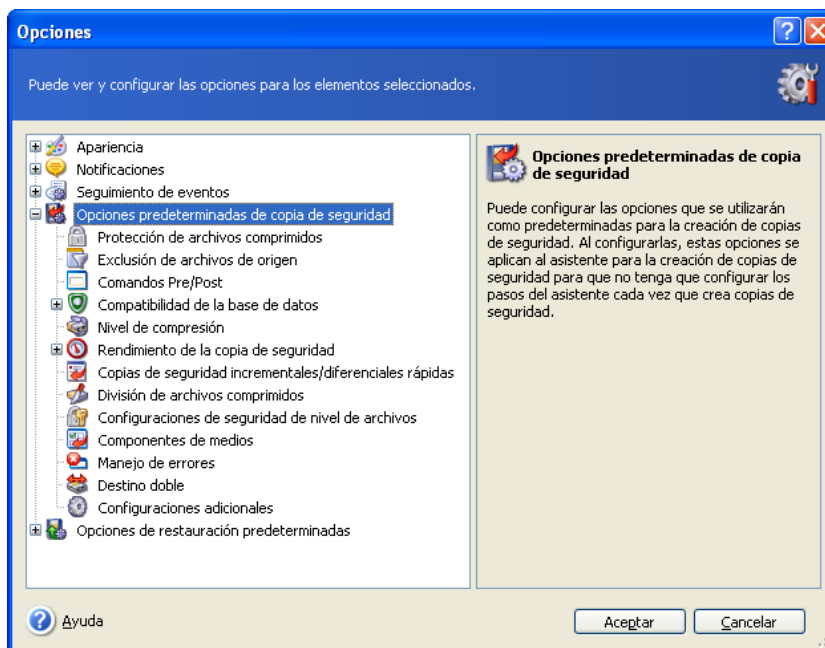 Opciones
Puede ver y configurar las opciones para los elementos seleccionados.
Apariencia
Notificaciones
Seguimiento de eventos
Opciones predeterminadas de copia de seguridad
Protección de archivos comprimidos
Exclusión de archivos de origen
Comandos Pre/Post
Compatibilidad de la base de datos
Nivel de compresión
Rendimiento de la copia de seguridad
Copias de seguridad incrementales/diferenciales rápidas
División de archivos comprimidos
Configuraciones de seguridad de nivel de archivos
Componentes de medios
Manejo de errores
Destino doble
Configuraciones adicionales
Opciones de restauración predeterminadas
Opciones predeterminadas de copia
de seguridad
Puede configurar las opciones que se utilizarán
como predeterminadas para la creación de copias
de seguridad. Al configurarlas, estas opciones se
aplican al asistente para la creación de copias de
seguridad para que no tenga que configurar los
pasos del asistente cada vez que crea copias de
seguridad.
Ayuda
Aceptar
Cancelar